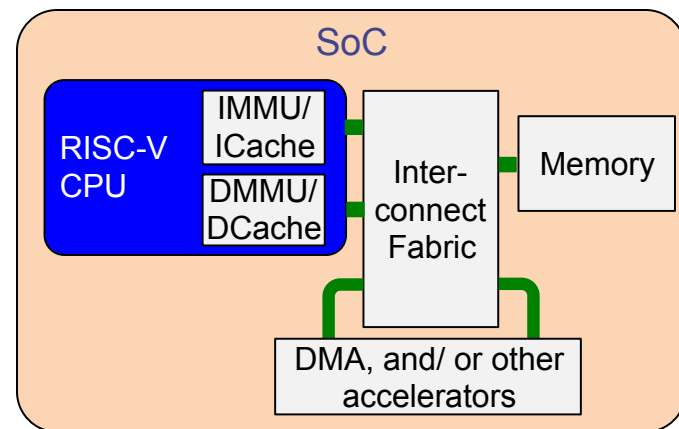 SoC
RISC-V
CPU
IMMU/
ICache
DMMU/
DCache
Inter-
connect
Fabric
Memory
DMA, and/ or other
accelerators